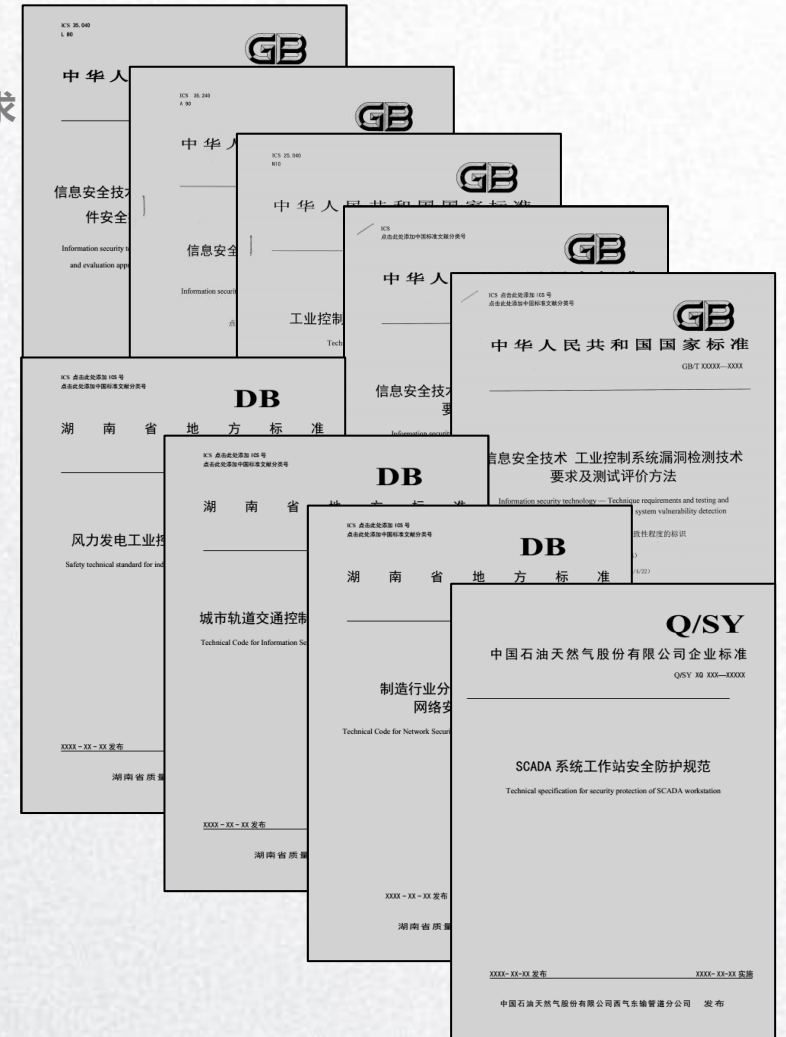 求
ICS 35.040
L 80
GB
中华人
信息安全技术
件安全
Information security t
and evaluation app
ICS 35.240
A 90
GB
中华人
信息安全
Information securit
点
ICS 25.040
N10
GB
中华人民共和国国家标准
工业控制
Tech
ICS
点击此处添加中国标准文献分类号
GB
中华人
信息安全技
要
Information securit
ICS 点击此处添加 ICS 号
点击此处添加中国标准文献分类号
GB
中华人民共和国国家标准
GB/T XXXXX—XXXX
信息安全技术 工业控制系统漏洞检测技术
要求及测试评价方法
Information security technology — Technique requirements and testing and
system vulnerability detection
致性程度的标识
ICS 点击此处添加 ICS 号
点击此处添加中国标准文献分类号
DB
湖南省地方标准
风力发电工业控
Safety technical standard for ind
XXXX-XX-XX 发布
湖南省质量
ICS 点击此处添加 ICS 号
点击此处添加中国标准文献分类号
DB
湖南省地方标准
城市轨道交通控制
Technical Code for Information Se
XXXX-XX-XX 发布
湖南省质量
ICS 点击此处添加 ICS 号
点击此处添加中国标准文献分类号
DB
湖南省地方标准
制造行业分
网络安
Technical Code for Network Securi
XXXX-XX-XX 发布
湖南省质量
Q/SY
中国石油天然气股份有限公司企业标准
Q/SY XQ XXX—XXXXX
SCADA 系统工作站安全防护规范
Technical specification for security protection of SCADA workstation
XXXX-XX-XX 发布
XXXX-XX-XX 实施
中国石油天然气股份有限公司西气东输管道分公司 发布